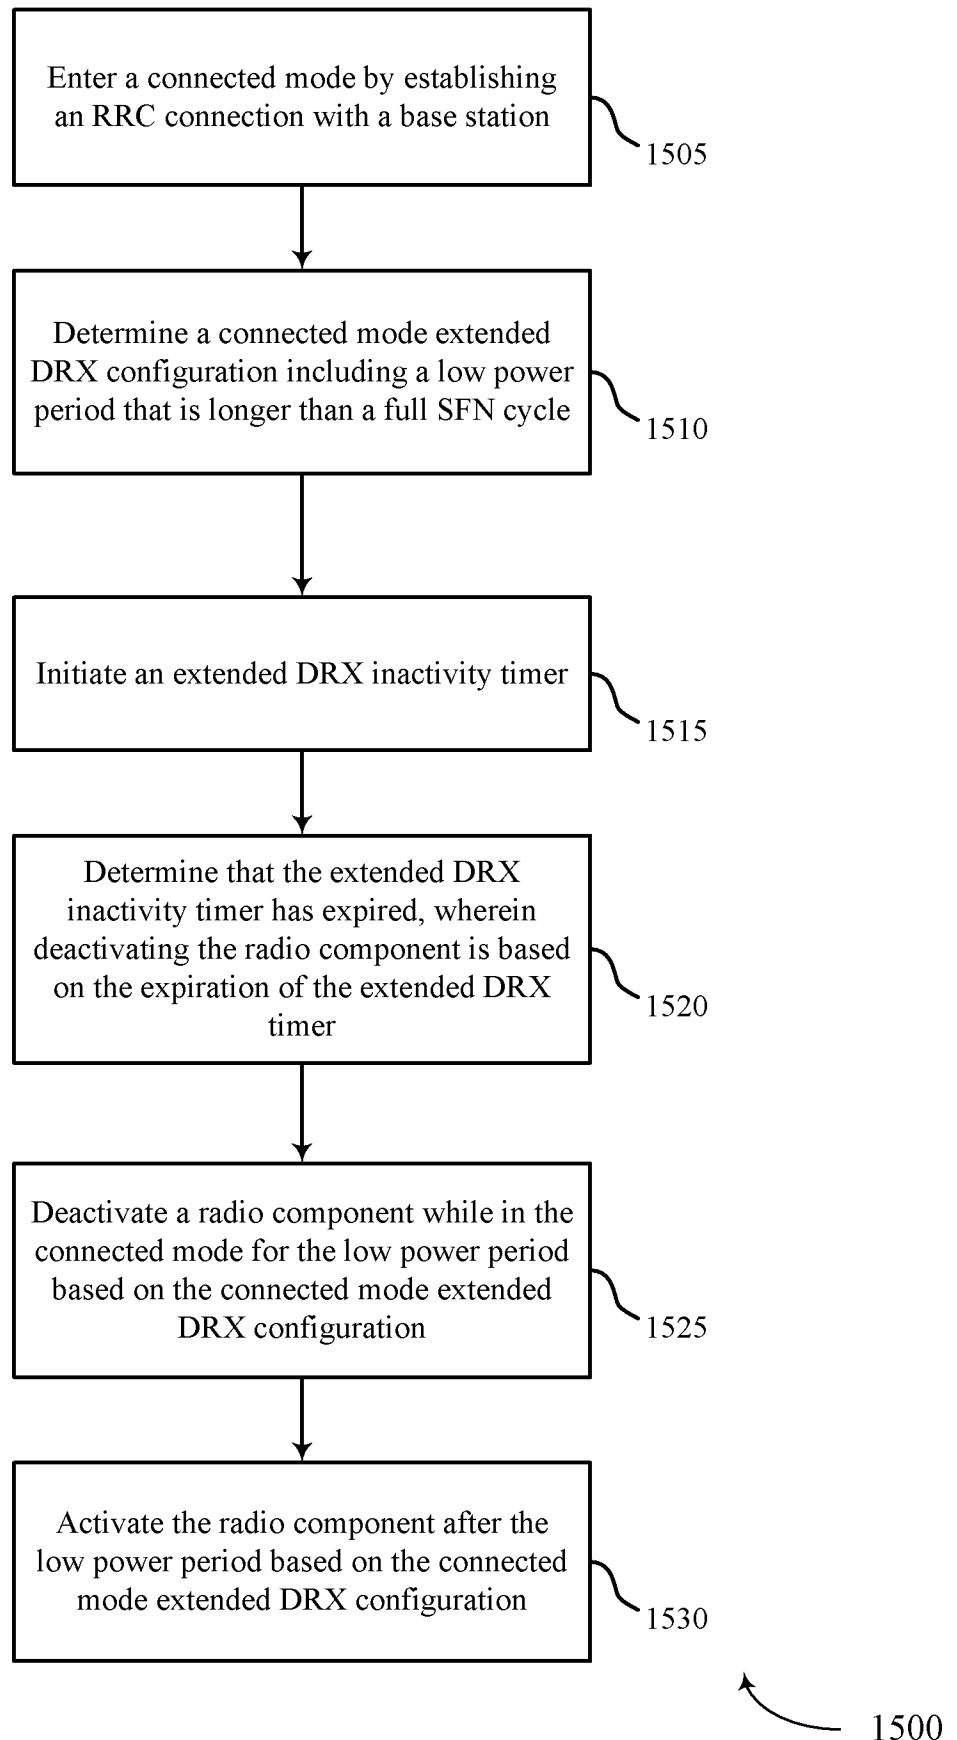 Enter a connected mode by establishing
an RRC connection with a base station
1505
Determine a connected mode extended
DRX configuration including a low power
period that is longer than a full SFN cycle
1510
Initiate an extended DRX inactivity timer
1515
Determine that the extended DRX
inactivity timer has expired, wherein
deactivating the radio component is based
on the expiration of the extended DRX
timer
1520
Deactivate a radio component while in the
connected mode for the low power period
based on the connected mode extended
DRX configuration
1525
Activate the radio component after the
low power period based on the connected
mode extended DRX configuration
1530
1500